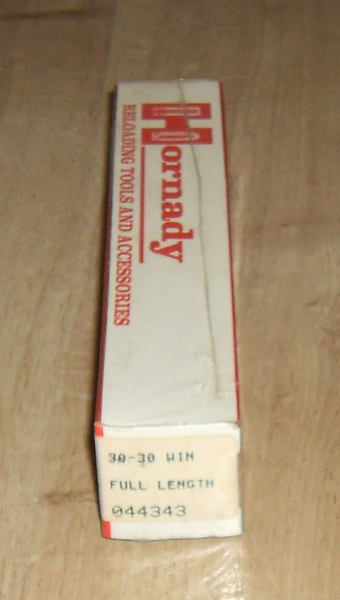 Hornady
RELOADING TOOLS AND ACCESSORIES
30-30 WIN
FULL LENGTH
044343